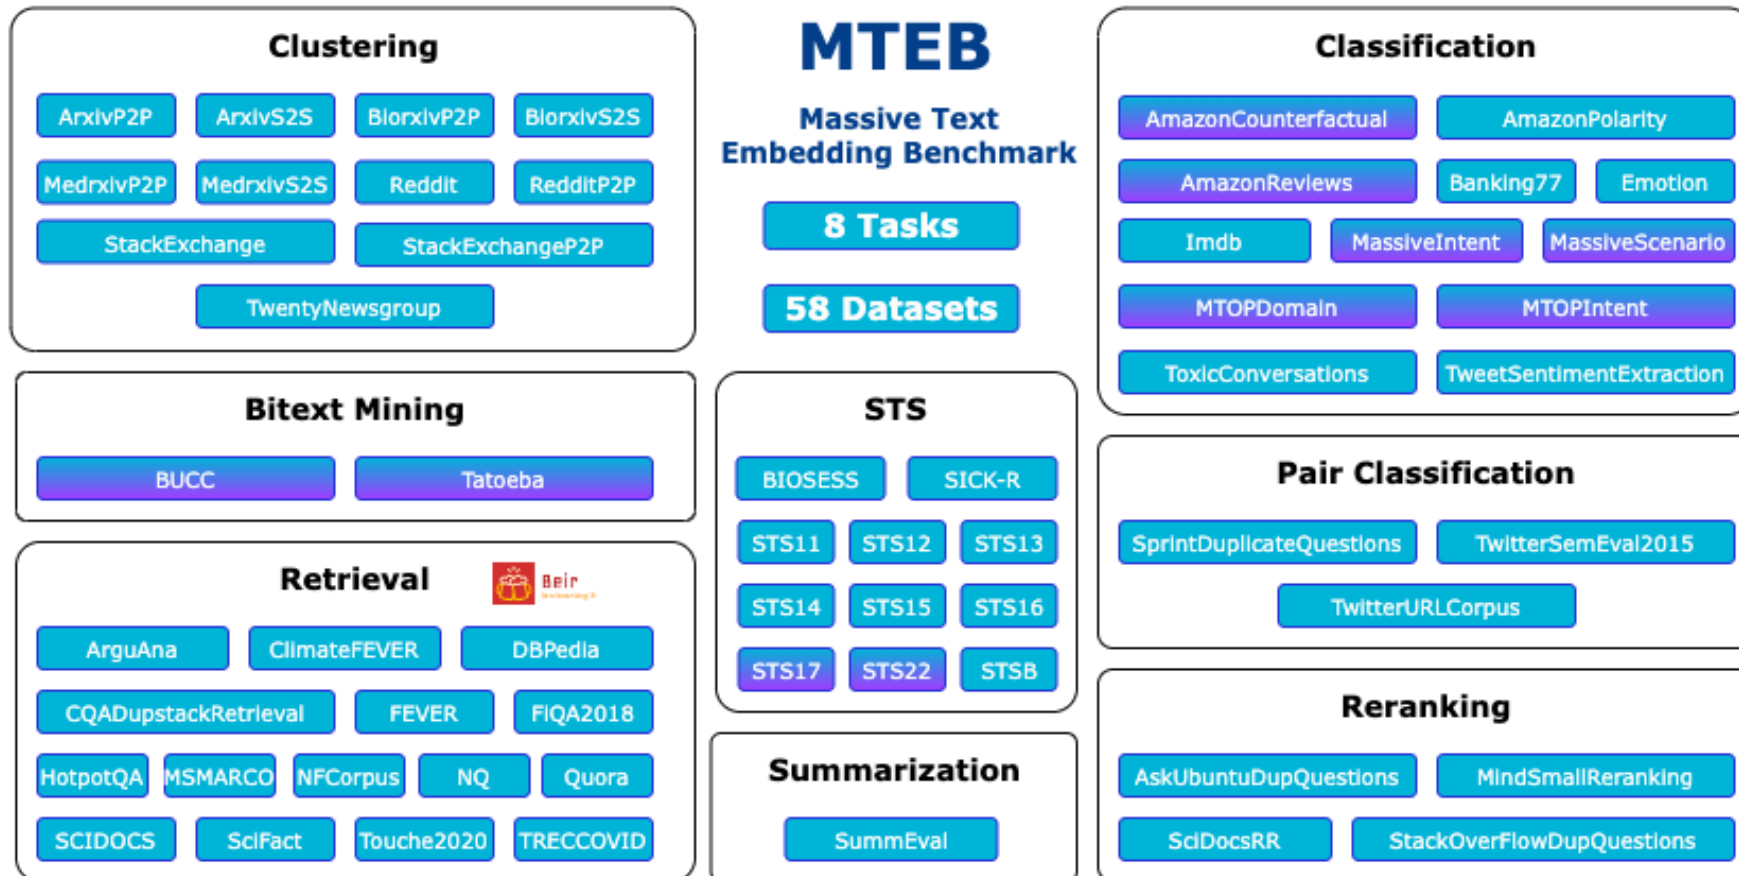 Clustering
ArxivP2P ArxivS2S BiorxivP2P BiorxivS2S
MedrxivP2P MedrxivS2S Reddit RedditP2P
StackExchange StackExchangeP2P
TwentyNewsgroup
MTEB
Massive Text
Embedding Benchmark
8 Tasks
58 Datasets
Classification
AmazonCounterfactual AmazonPolarity
AmazonReviews Banking77 Emotion
Imdb MassiveIntent MassiveScenario
MTOPDomain MTOPIntent
ToxicConversations TweetSentimentExtraction
Bitext Mining
BUCC Tatoeba
STS
BIOSESS SICK-R
STS11 STS12 STS13
STS14 STS15 STS16
STS17 STS22 STSB
Pair Classification
SprintDuplicateQuestions TwitterSemEval2015
TwitterURLCorpus
Retrieval
Beir
ArguAna ClimateFEVER DBPedia
CQADupstackRetrieval FEVER FIQA2018
HotpotQA MSMARCO NFCorpus NQ Quora
SCIDOCS SciFact Touche2020 TRECCOVID
Summarization
SummEval
Reranking
AskUbuntuDupQuestions MindSmallReranking
SciDocsRR StackOverFlowDupQuestions